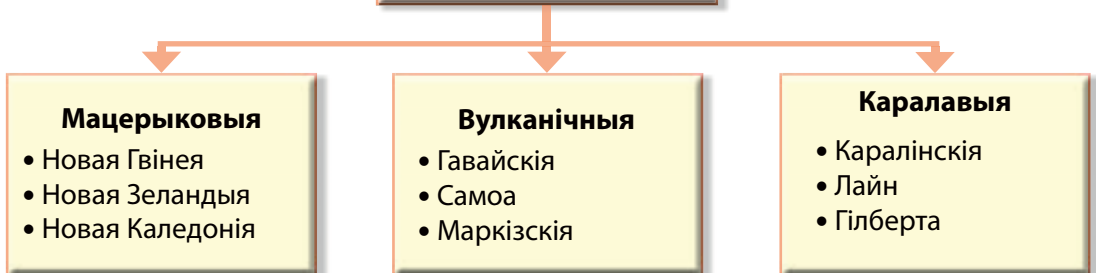 Мацерыковыя
• Новая Гвінея
• Новая Зеландыя
• Новая Каледонія
Вулканічныя
• Гавайскія
• Самоа
• Маркізскія
Каралавыя
• Каралінскія
• Лайн
• Гілберта